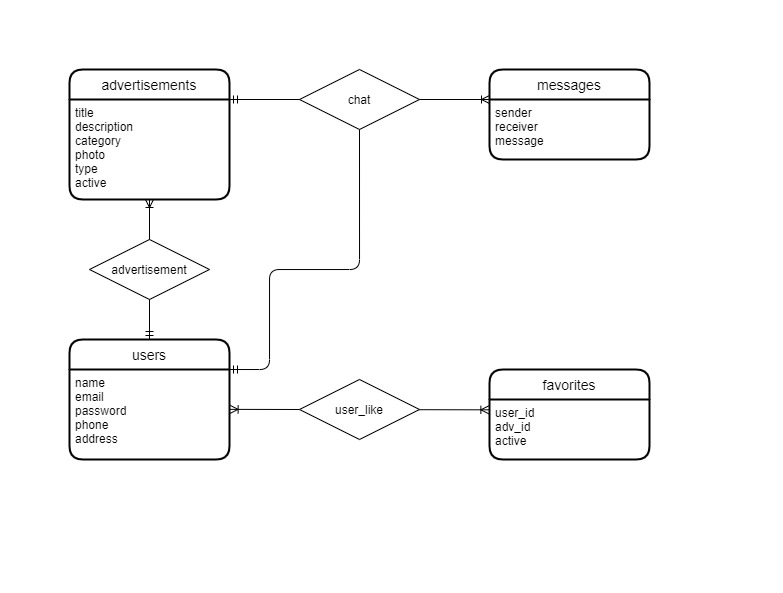 advertisements
title
description
category
photo
type
active
chat
messages
sender
receiver
message
advertisement
users
name
email
password
phone
address
user_like
favorites
user_id
adv_id
active